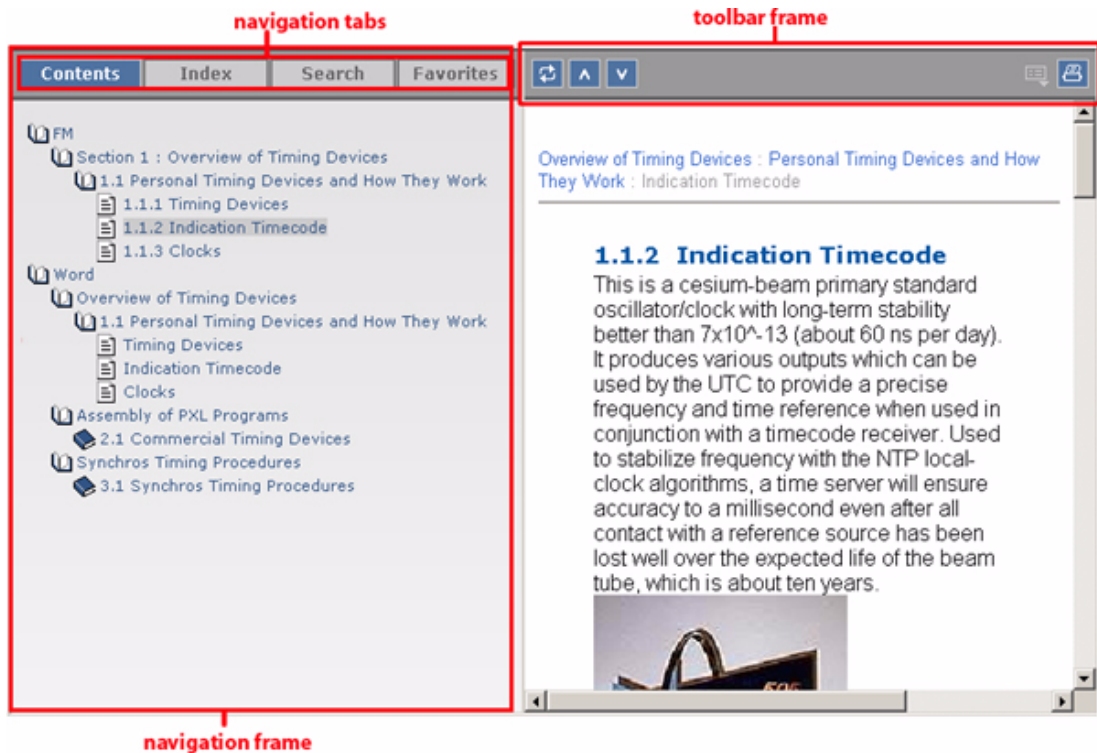 navigation tabs
toolbar frame
Contents Index Search Favorites
FM
Section 1 : Overview of Timing Devices
1.1 Personal Timing Devices and How They Work
1.1.1 Timing Devices
1.1.2 Indication Timecode
1.1.3 Clocks
Word
Overview of Timing Devices
1.1 Personal Timing Devices and How They Work
Timing Devices
Indication Timecode
Clocks
Assembly of PXL Programs
2.1 Commercial Timing Devices
Synchros Timing Procedures
3.1 Synchros Timing Procedures
Overview of Timing Devices : Personal Timing Devices and How
They Work : Indication Timecode
1.1.2 Indication Timecode
This is a cesium-beam primary standard
oscillator/clock with long-term stability
better than 7x10^-13 (about 60 ns per day).
It produces various outputs which can be
used by the UTC to provide a precise
frequency and time reference when used in
conjunction with a timecode receiver. Used
to stabilize frequency with the NTP local-
clock algorithms, a time server will ensure
accuracy to a millisecond even after all
contact with a reference source has been
lost well over the expected life of the beam
tube, which is about ten years.
navigation frame